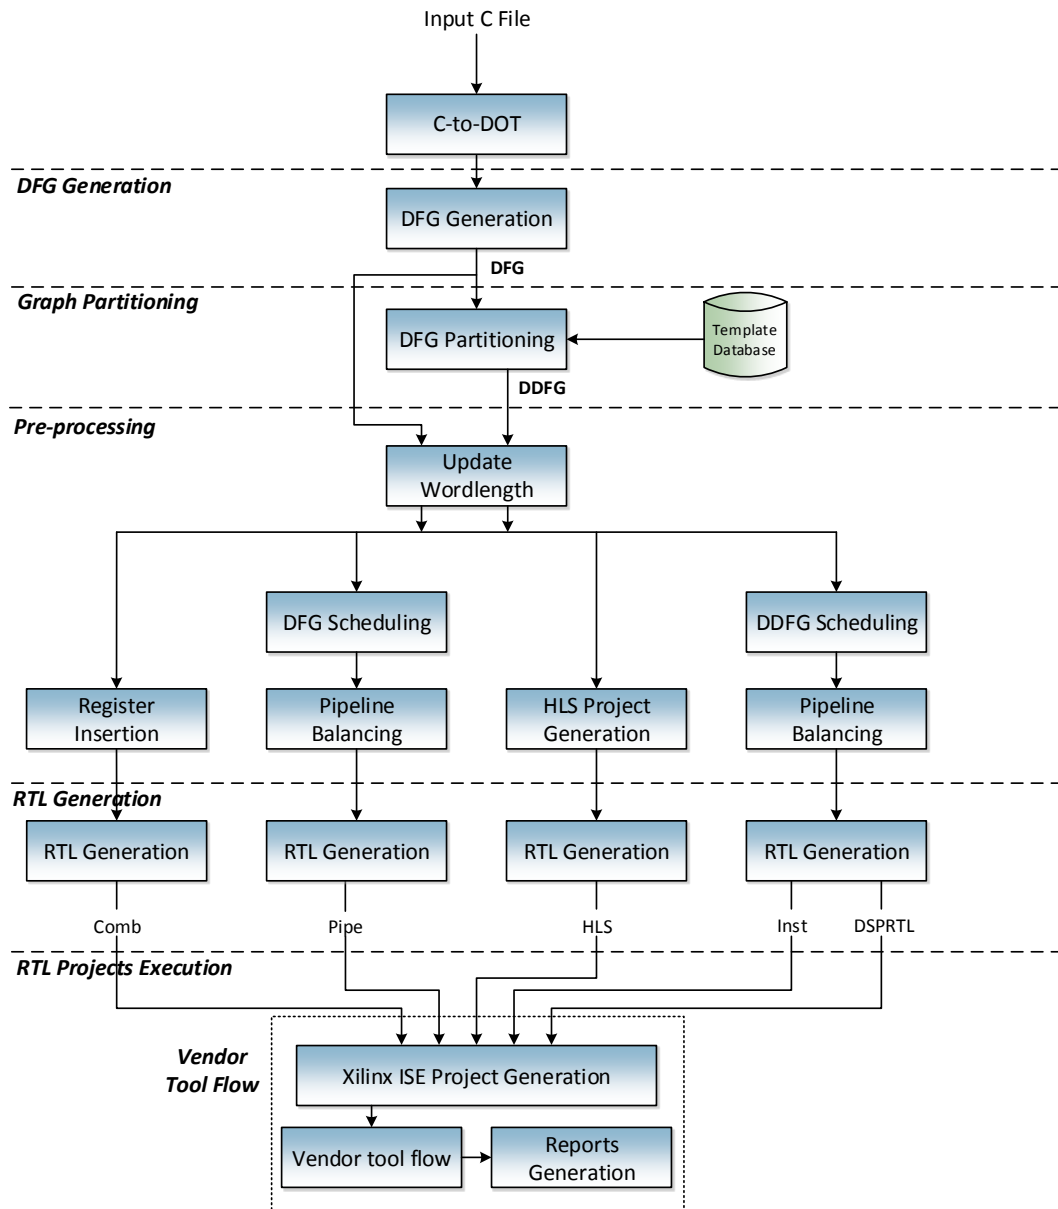 Input C File
C-to-DOT
DFG Generation
DFG Generation
DFG
Graph Partitioning
DFG Partitioning
Template
Database
DDFG
Pre-processing
Update
Wordlength
DFG Scheduling
DDFG Scheduling
Register
Insertion
Pipeline
Balancing
HLS Project
Generation
Pipeline
Balancing
RTL Generation
RTL Generation
RTL Generation
RTL Generation
RTL Generation
Comb
Pipe
HLS
Inst
DSPRTL
RTL Projects Execution
Vendor
Tool Flow
Xilinx ISE Project Generation
Vendor tool flow
Reports
Generation